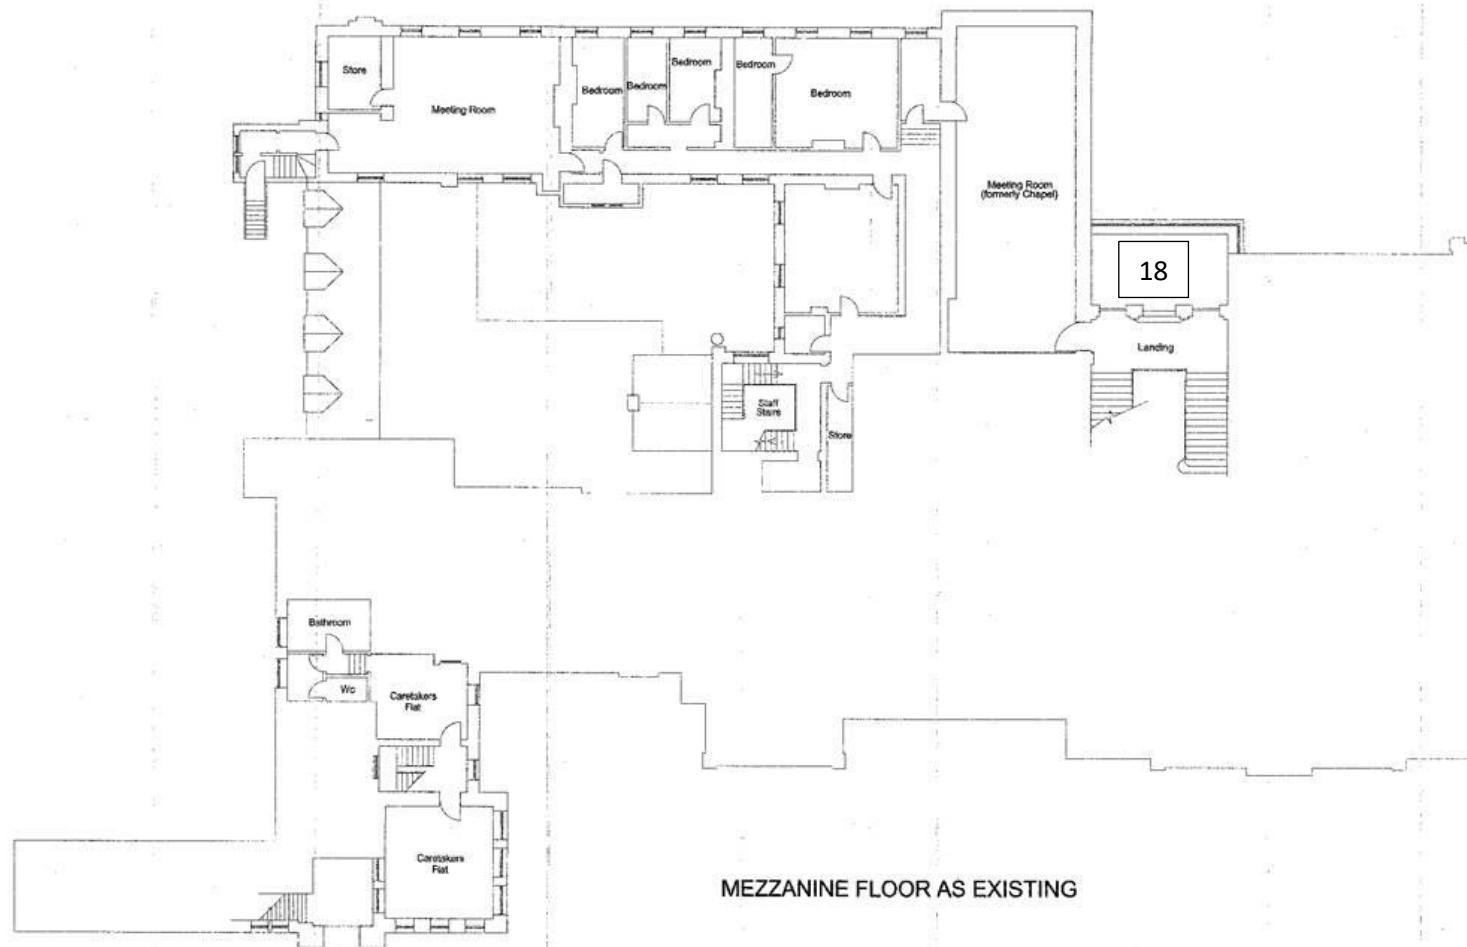 Store
Meeting Room
Bedroom
Bedroom
Bedroom
Bedroom
Bedroom
Meeting Room
(formerly Chapel)
18
Landing
Staff
Stairs
Store
Bathroom
Wc
Caretakers
Flat
Caretakers
Flat
MEZZANINE FLOOR AS EXISTING